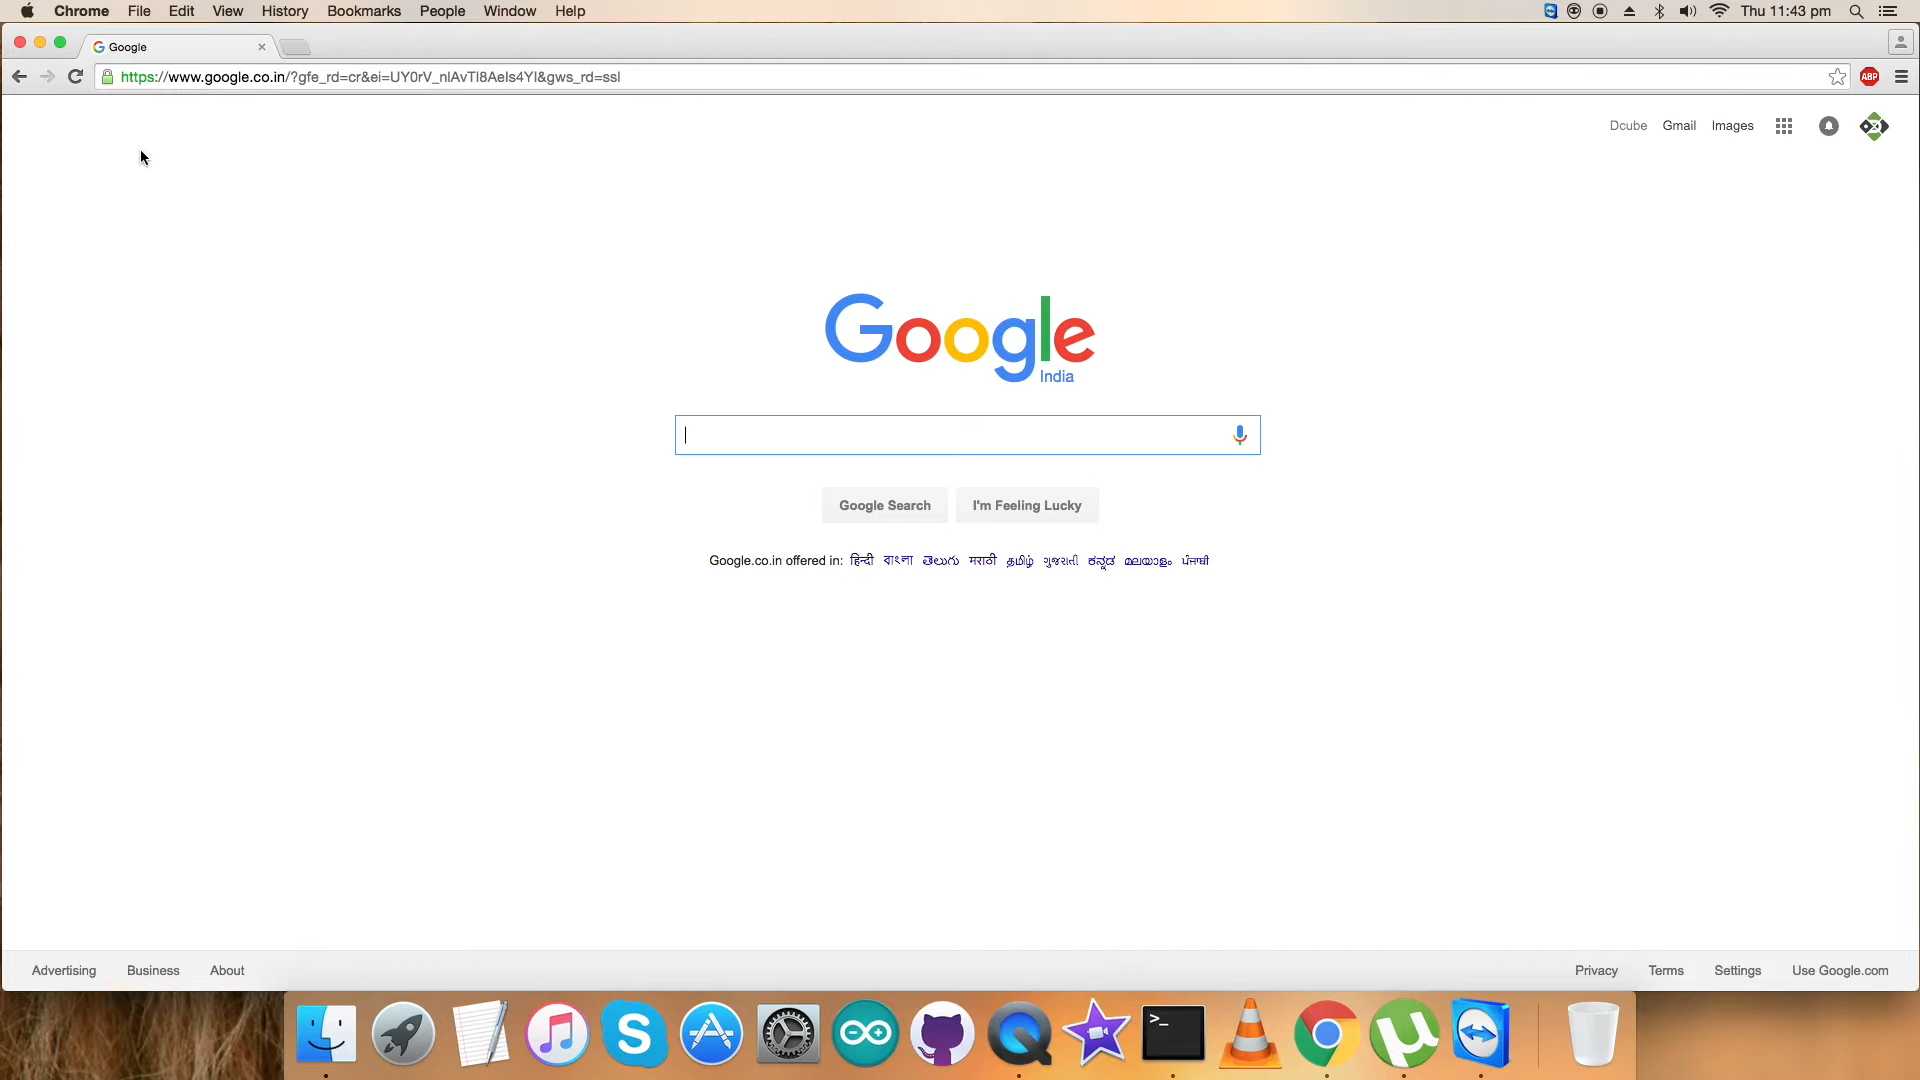 Chrome File Edit View History Bookmarks People Window Help Thu 11:43 pm
Google
https://www.google.co.in/?gfe_rd=cr&ei=UY0rV_nlAvTl8Aels4Yl&gws_rd=ssl ABP
Dcube Gmail Images
Google
India
Google Search I'm Feeling Lucky
Google.co.in offered in: हिन्दी বাংলা తెలుగు मराठी தமிழ் ગુજરાતી ಕನ್ನಡ മലയാളം ਪੰਜਾਬੀ
Advertising Business About Privacy Terms Settings Use Google.com
S >_ µ